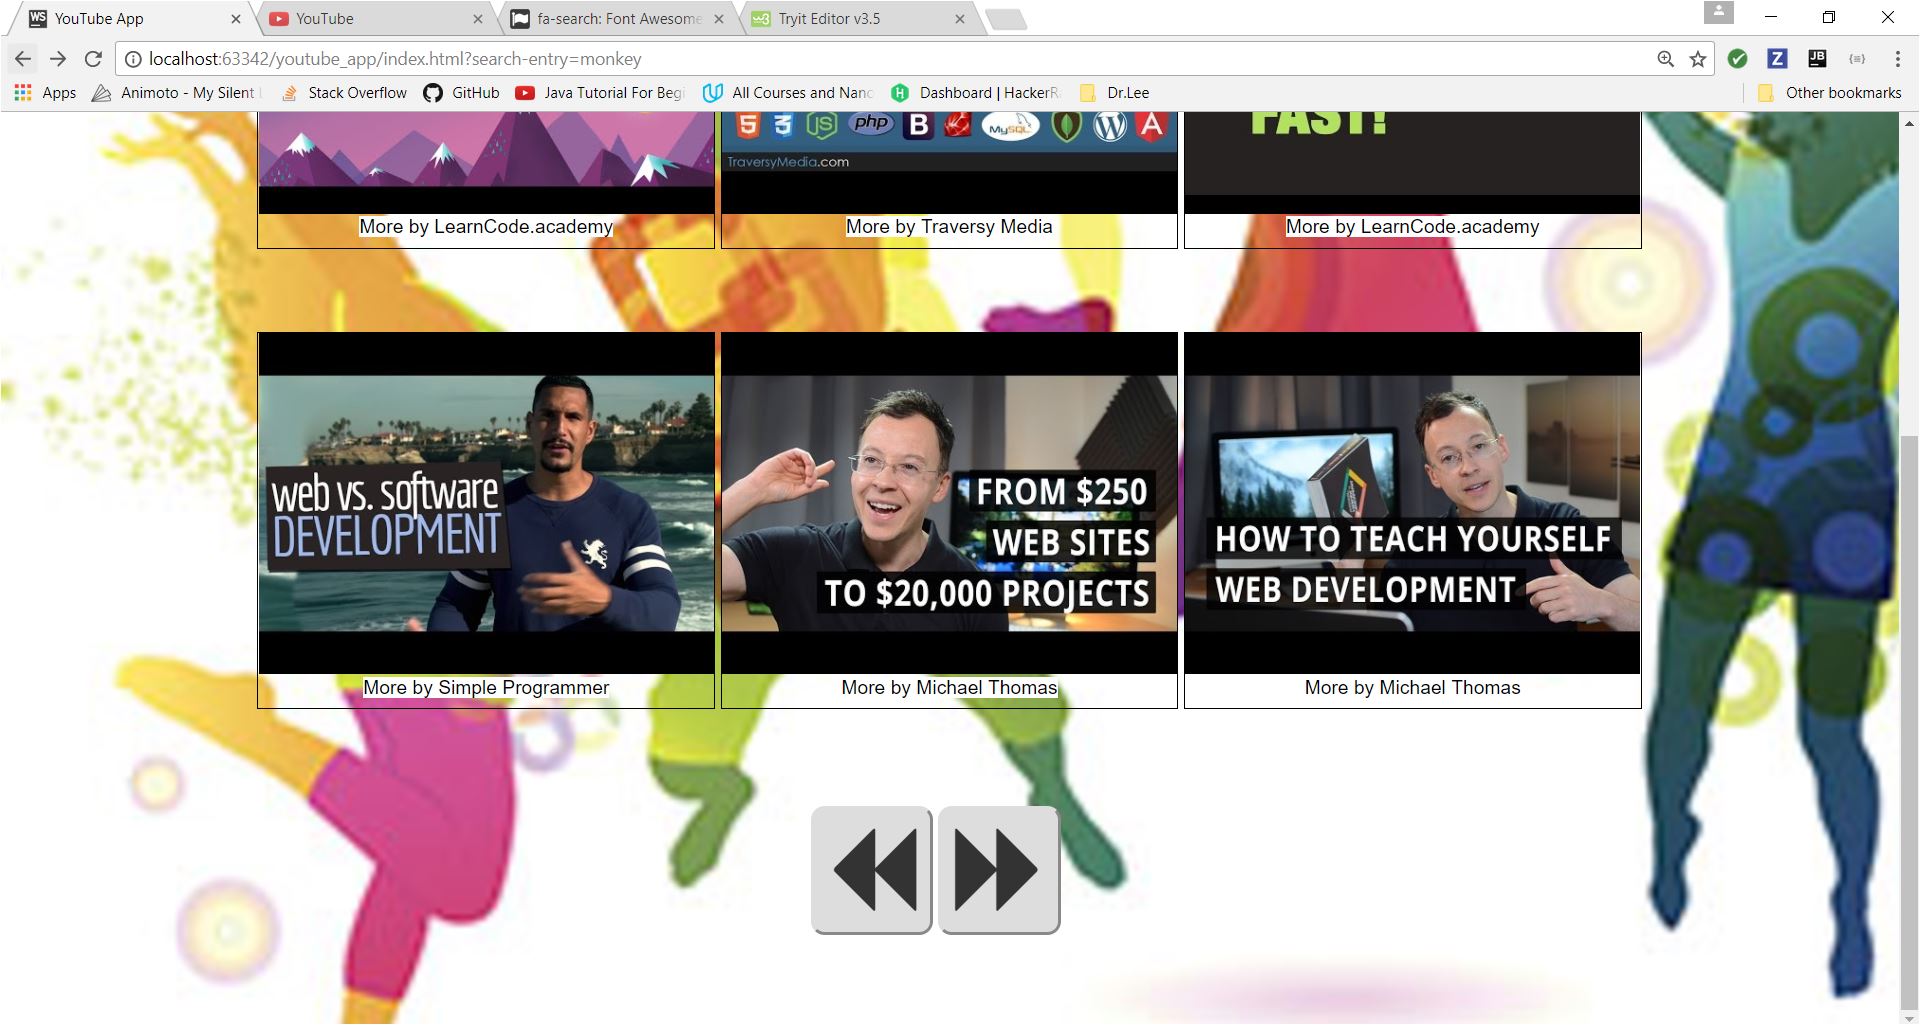 YouTube App
YouTube
fa-search: Font Awesome
Tryit Editor v3.5
localhost:63342/youtube_app/index.html?search-entry=monkey
Apps
Animoto - My Silent
Stack Overflow
GitHub
Java Tutorial For Begi
All Courses and Nano
Dashboard | HackerR
Dr.Lee
Other bookmarks
JS php B MySQL
TraversyMedia.com
FAST!
More by LearnCode.academy
More by Traversy Media
More by LearnCode.academy
web vs. software
DEVELOPMENT
FROM $250
WEB SITES
TO $20,000 PROJECTS
HOW TO TEACH YOURSELF
WEB DEVELOPMENT
More by Simple Programmer
More by Michael Thomas
More by Michael Thomas